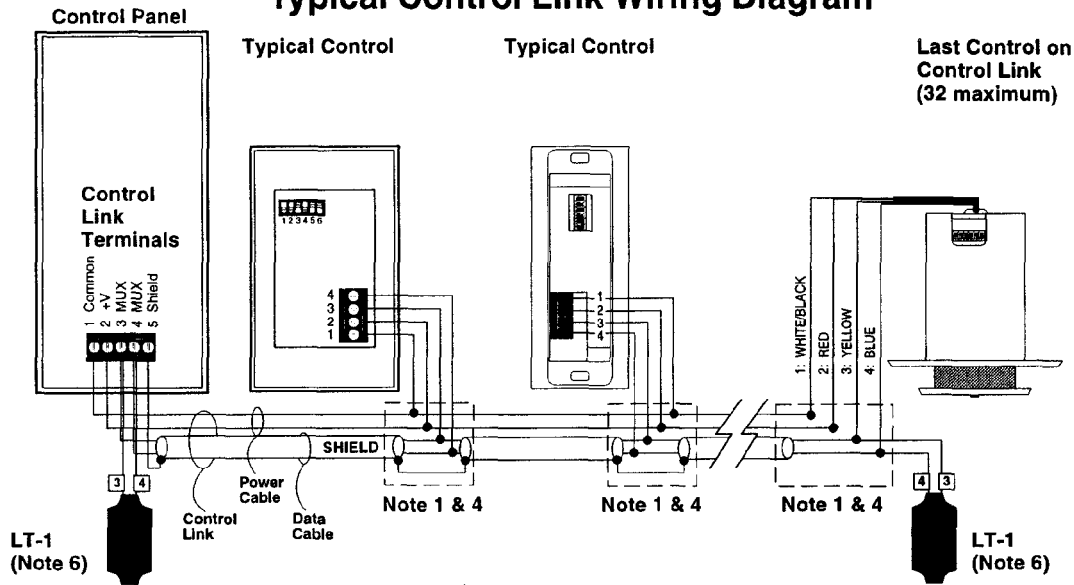 Typical Control Link Wiring Diagram
Control Panel
Typical Control
Typical Control
Last Control on
Control Link
(32 maximum)
Control
Link
Terminals
1 Common
2 +V
3 MUX
4 MUX
5 Shield
1 2 3 4 5 6
4
3
2
1
1
2
3
4
1: WHITE/BLACK
2: RED
3: YELLOW
4: BLUE
SHIELD
3 4
Power
Cable
Control
Link
Data
Cable
Note 1 & 4
Note 1 & 4
Note 1 & 4
4 3
LT-1
(Note 6)
LT-1
(Note 6)